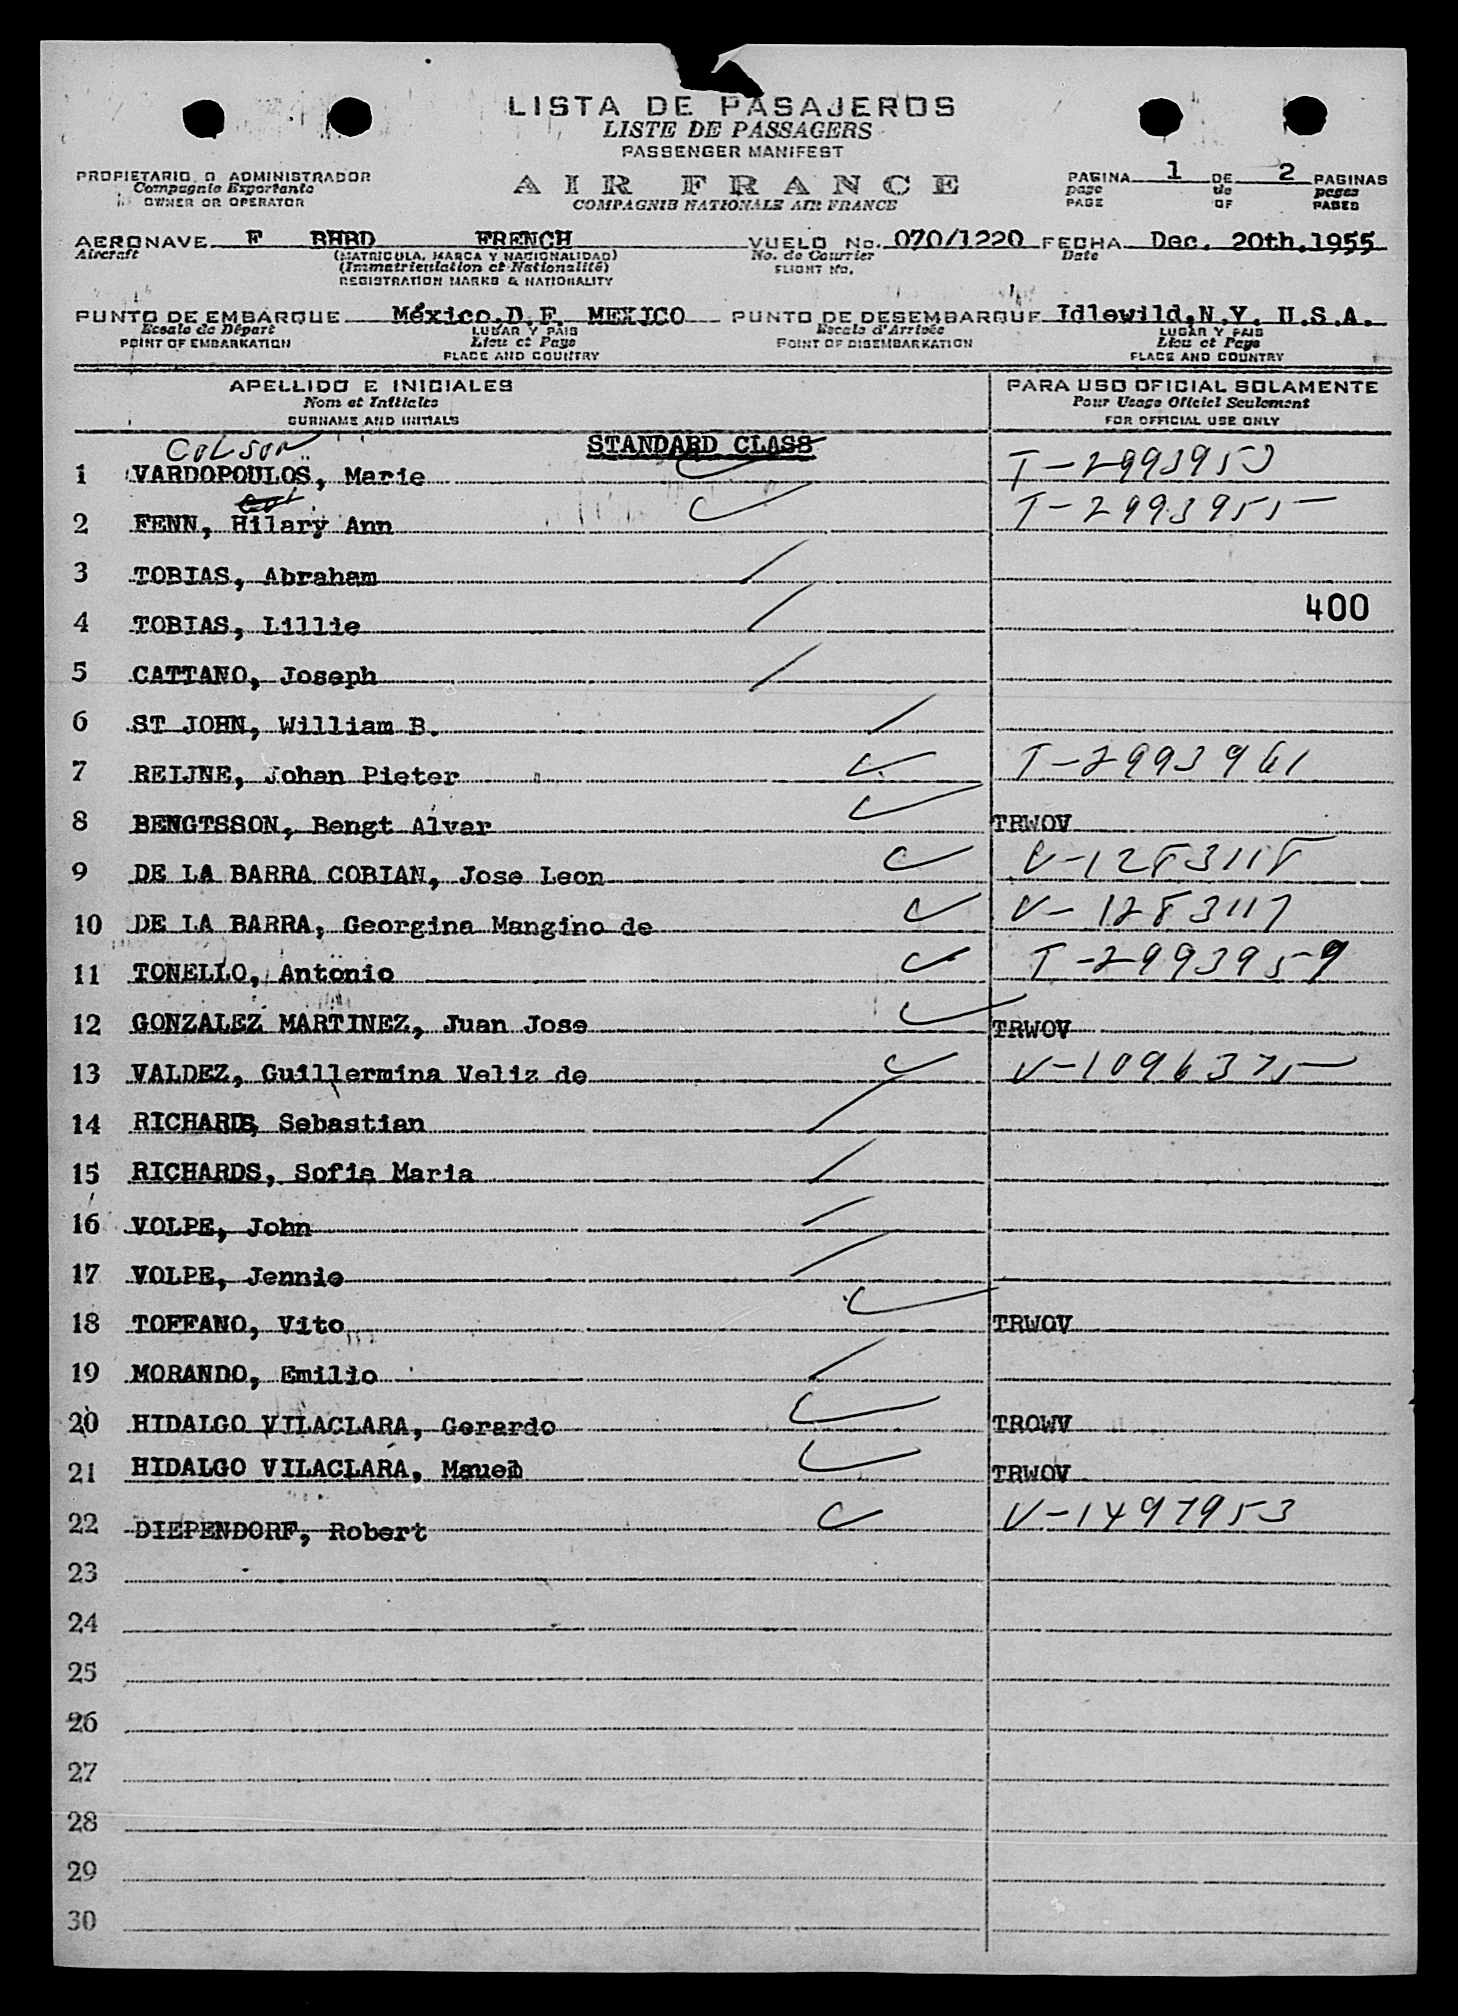 LISTA DE PASAJEROS
LISTE DE PASSAGERS
PASSENGER MANIFEST
PROPIETARIO O ADMINISTRADOR
Compagnie Exportante
OWNER OR OPERATOR
AIR FRANCE
COMPAGNIE NATIONALE AIR FRANCE
PAGINA 1 DE 2 PAGINAS
page de pages
PAGE OF PAGES
AERONAVE F BHBD FRENCH VUELO No. 070/1220 FECHA Dec. 20th.1955
Aircraft (MATRICULA, MARCA Y NACIONALIDAD) No. de Courrier Date
(Immatriculation et Nationalité) FLIGHT No.
REGISTRATION MARKS & NATIONALITY
PUNTO DE EMBARQUE México.D.F. MEXICO PUNTO DE DESEMBARQUE Idlewild,N.Y. U.S.A.
Escale de Départ LUGAR Y PAIS Escale d'Arrivée LUGAR Y PAIS
POINT OF EMBARKATION Lieu et Pays POINT OF DISEMBARKATION Lieu et Pays
PLACE AND COUNTRY PLACE AND COUNTRY
APELLIDO E INICIALES PARA USO OFICIAL SOLAMENTE
Nom et Initiales Pour Usage Officiel Seulement
SURNAME AND INITIALS FOR OFFICIAL USE ONLY
COLSON STANDARD CLASS
1 VARDOPOULOS, Marie T-2993953
2 FENN, Hilary Ann T-2993955
3 TOBIAS, Abraham
400
4 TOBIAS, Lillie
5 CATTANO, Joseph
6 ST JOHN, William B.
7 REIJNE, Johan Pieter T-2993961
8 BENGTSSON, Bengt Alvar TRWOV
9 DE LA BARRA COBIAN, Jose Leon V-1283118
10 DE LA BARRA, Georgina Mangino de V-1283117
11 TONELLO, Antonio T-2993959
12 GONZALEZ MARTINEZ, Juan Jose TRWOV
13 VALDEZ, Guillermina Veliz de V-1096375
14 RICHARDS, Sebastian
15 RICHARDS, Sofia Maria
16 VOLPE, John
17 VOLPE, Jennie
18 TOFFANO, Vito TRWOV
19 MORANDO, Emilio
20 HIDALGO VILACLARA, Gerardo TROWV
21 HIDALGO VILACLARA, TRWOV
22 DIEPENDORF, Robert V-1497953
23
24
25
26
27
28
29
30